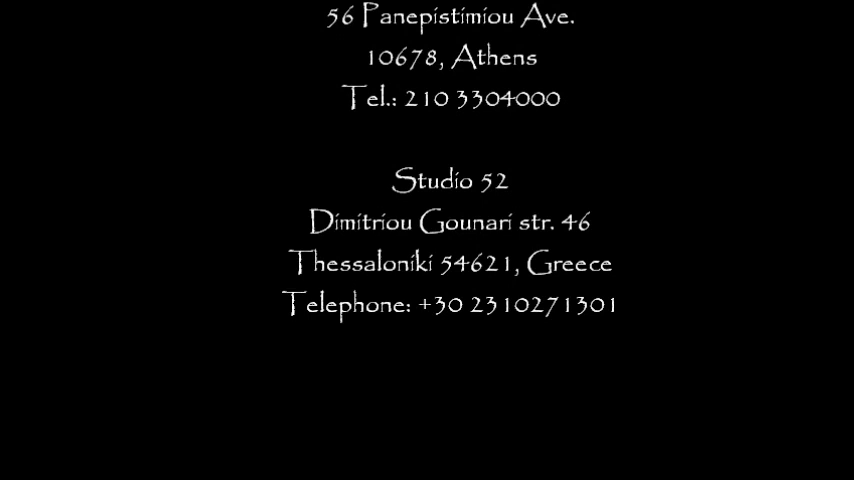 56 Panepistimiou Ave.
10678, Athens
Tel.: 210 3304000
Studio 52
Dimitriou Gounari str. 46
Thessaloniki 54621, Greece
Telephone: +30 2310271301